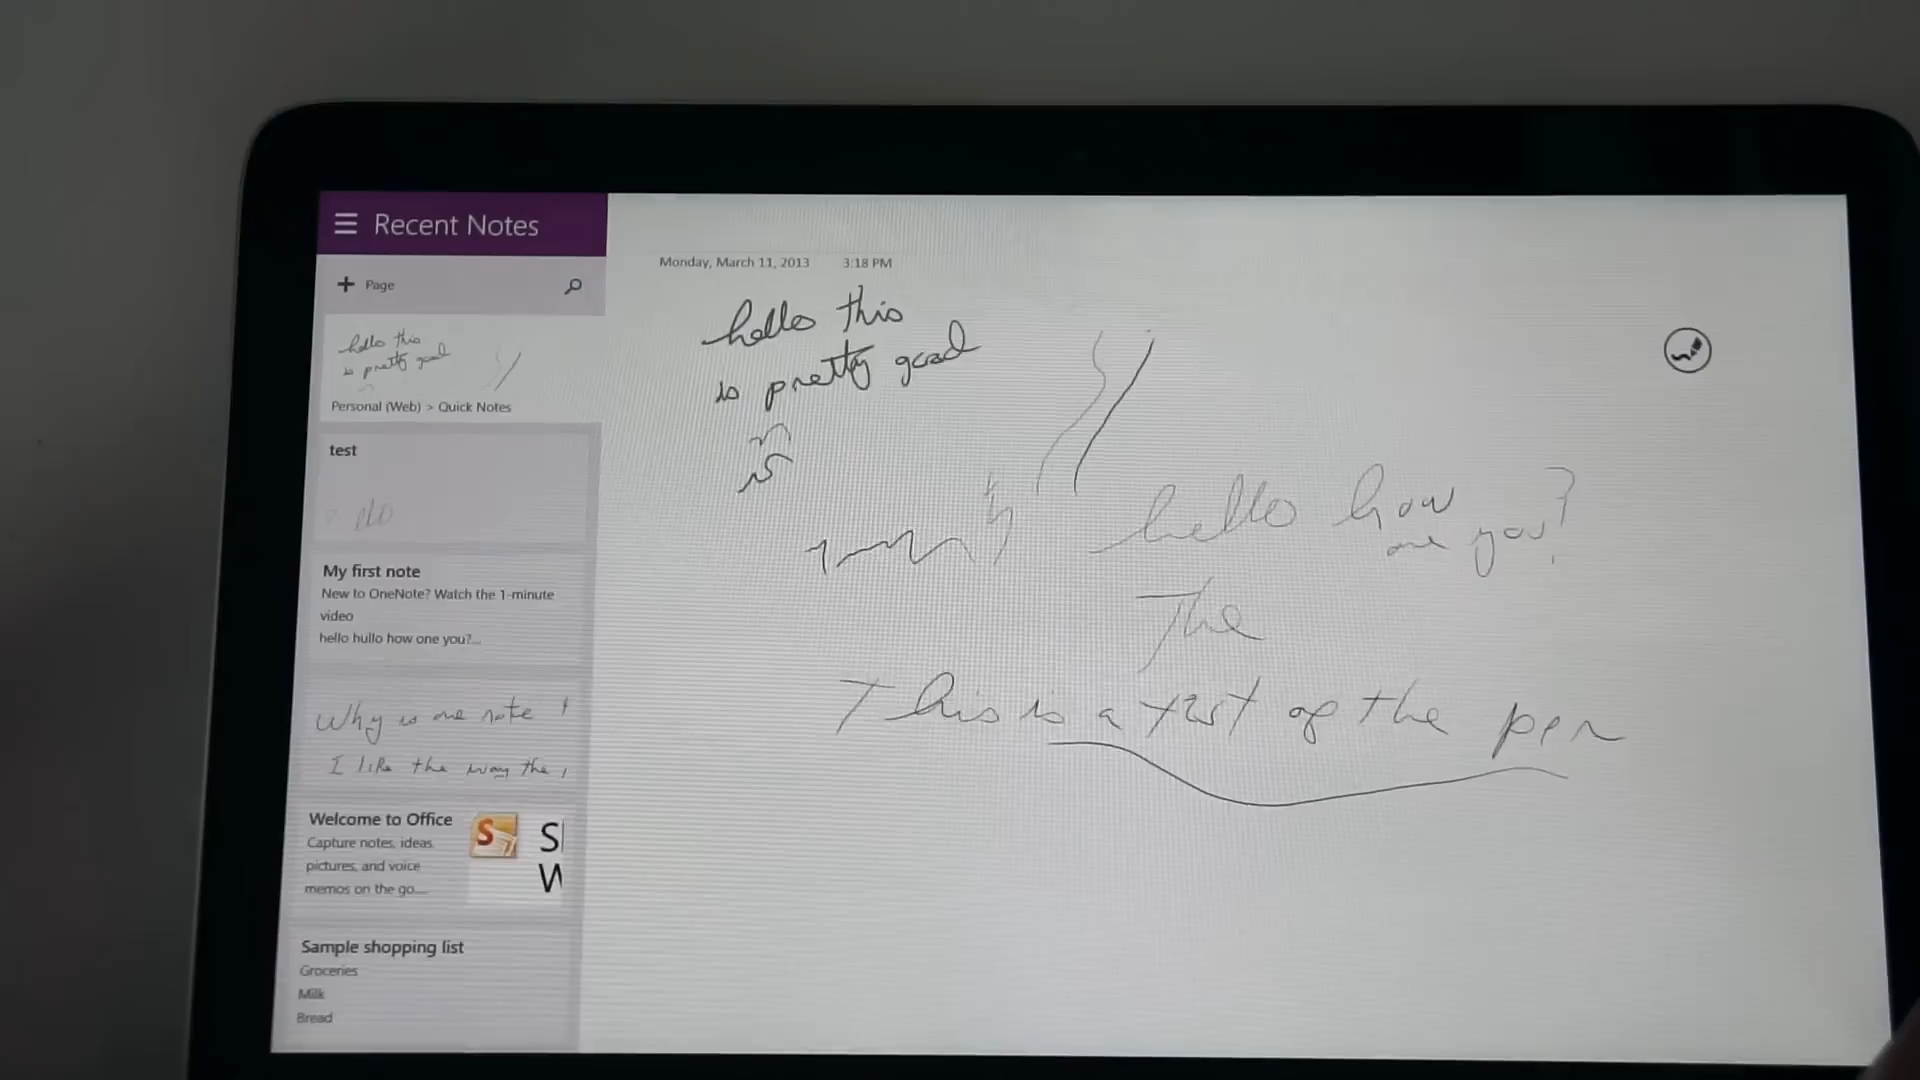 Recent Notes
+ Page
hello this
is pretty good
Personal (Web) > Quick Notes
test
My first note
New to OneNote? Watch the 1-minute
video
hello hullo how one you?...
Why is one note
I like the way the
Welcome to Office
Capture notes, ideas,
pictures, and voice
memos on the go....
S
Sample shopping list
Groceries
Milk
Bread
Monday, March 11, 2013 3:18 PM
hello this
is pretty good
hello how
are you?
The
This is a test of the pen